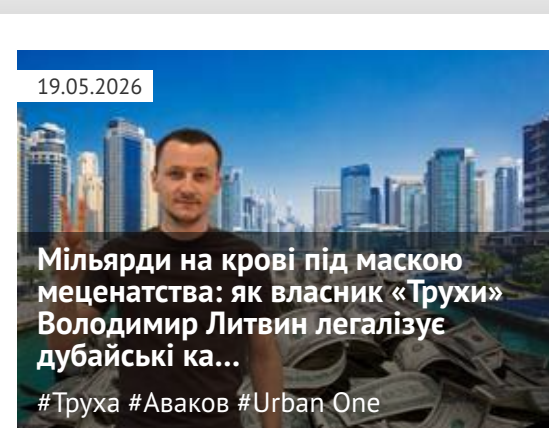 19.05.2026
Мільярди на крові під маскою
меценатства: як власник «Трухи»
Володимир Литвин легалізує
дубайські ка...
#Труха #Аваков #Urban One